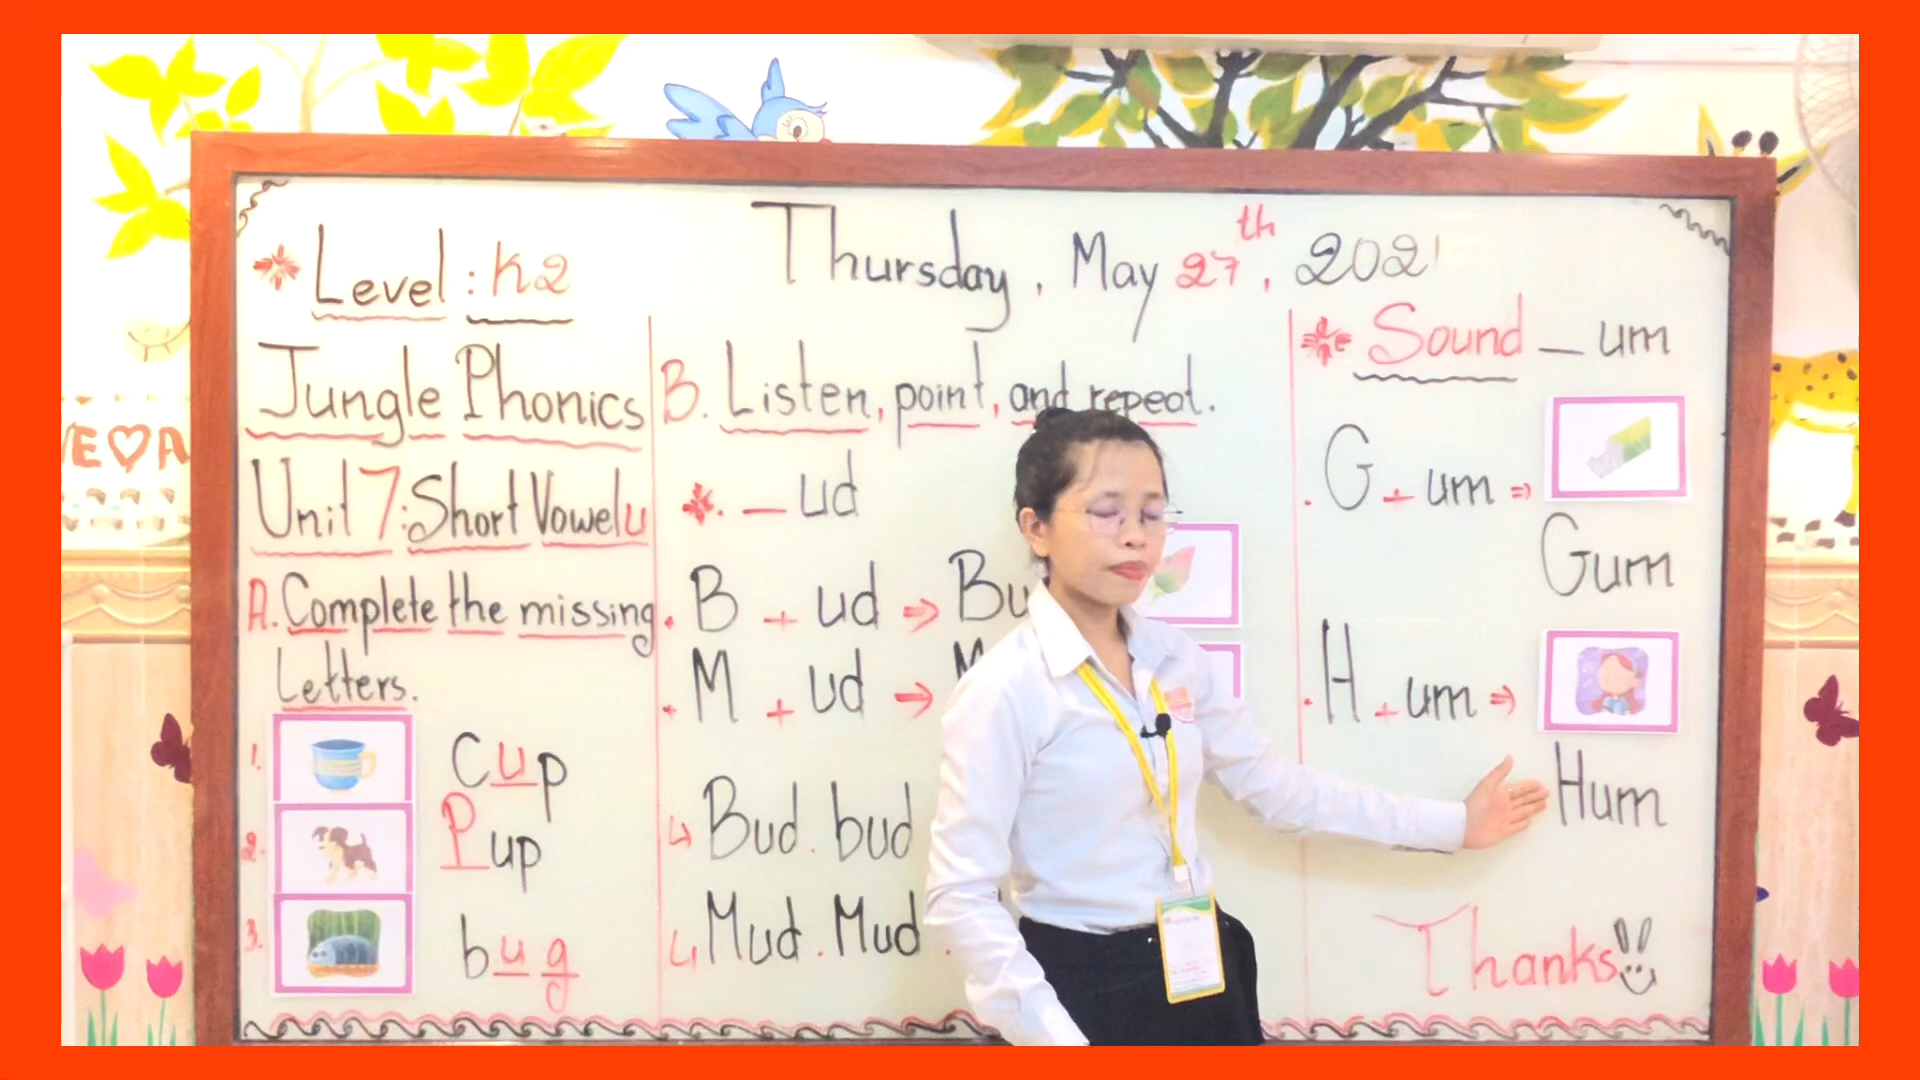 Thursday, May 27th, 2021
* Level : K2
Jungle Phonics
Unit 7 : Short Vowel u
A. Complete the missing
Letters.
1. Cup
2. Pup
3. bug
B. Listen, point, and repeat.
*. _ ud
. B + ud ⇒ Bu
. M + ud ⇒ M
↳ Bud. bud
↳ Mud. Mud .
* Sound _ um
. G + um ⇒
Gum
. H + um ⇒
Hum
Thanks!!